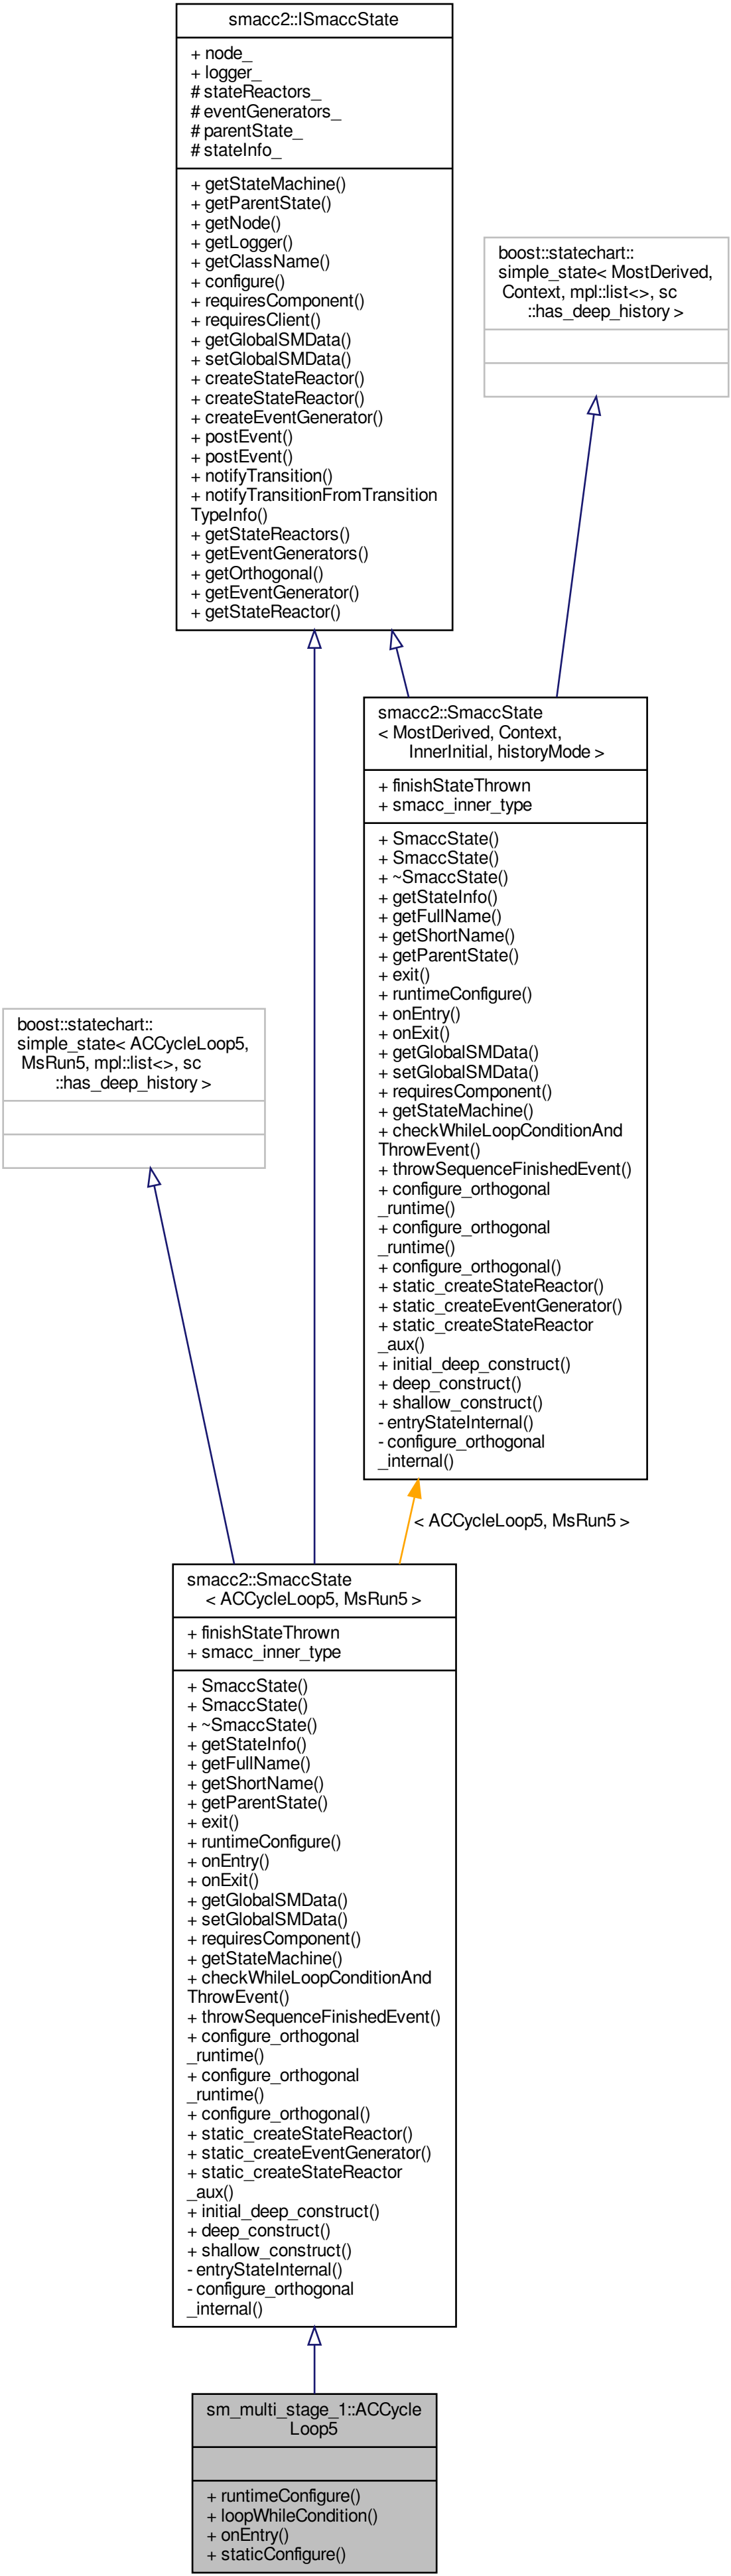 smacc2::ISmaccState
+ node_
+ logger_
# stateReactors_
# eventGenerators_
# parentState_
# stateInfo_
+ getStateMachine()
+ getParentState()
+ getNode()
+ getLogger()
+ getClassName()
+ configure()
+ requiresComponent()
+ requiresClient()
+ getGlobalSMData()
+ setGlobalSMData()
+ createStateReactor()
+ createStateReactor()
+ createEventGenerator()
+ postEvent()
+ postEvent()
+ notifyTransition()
+ notifyTransitionFromTransition
TypeInfo()
+ getStateReactors()
+ getEventGenerators()
+ getOrthogonal()
+ getEventGenerator()
+ getStateReactor()
boost::statechart::
simple_state< MostDerived,
Context, mpl::list<>, sc
::has_deep_history >
smacc2::SmaccState
< MostDerived, Context,
InnerInitial, historyMode >
+ finishStateThrown
+ smacc_inner_type
+ SmaccState()
+ SmaccState()
+ ~SmaccState()
+ getStateInfo()
+ getFullName()
+ getShortName()
+ getParentState()
+ exit()
+ runtimeConfigure()
+ onEntry()
+ onExit()
+ getGlobalSMData()
+ setGlobalSMData()
+ requiresComponent()
+ getStateMachine()
+ checkWhileLoopConditionAnd
ThrowEvent()
+ throwSequenceFinishedEvent()
+ configure_orthogonal
_runtime()
+ configure_orthogonal
_runtime()
+ configure_orthogonal()
+ static_createStateReactor()
+ static_createEventGenerator()
+ static_createStateReactor
_aux()
+ initial_deep_construct()
+ deep_construct()
+ shallow_construct()
- entryStateInternal()
- configure_orthogonal
_internal()
boost::statechart::
simple_state< ACCycleLoop5,
MsRun5, mpl::list<>, sc
::has_deep_history >
< ACCycleLoop5, MsRun5 >
smacc2::SmaccState
< ACCycleLoop5, MsRun5 >
+ finishStateThrown
+ smacc_inner_type
+ SmaccState()
+ SmaccState()
+ ~SmaccState()
+ getStateInfo()
+ getFullName()
+ getShortName()
+ getParentState()
+ exit()
+ runtimeConfigure()
+ onEntry()
+ onExit()
+ getGlobalSMData()
+ setGlobalSMData()
+ requiresComponent()
+ getStateMachine()
+ checkWhileLoopConditionAnd
ThrowEvent()
+ throwSequenceFinishedEvent()
+ configure_orthogonal
_runtime()
+ configure_orthogonal
_runtime()
+ configure_orthogonal()
+ static_createStateReactor()
+ static_createEventGenerator()
+ static_createStateReactor
_aux()
+ initial_deep_construct()
+ deep_construct()
+ shallow_construct()
- entryStateInternal()
- configure_orthogonal
_internal()
sm_multi_stage_1::ACCycle
Loop5
+ runtimeConfigure()
+ loopWhileCondition()
+ onEntry()
+ staticConfigure()